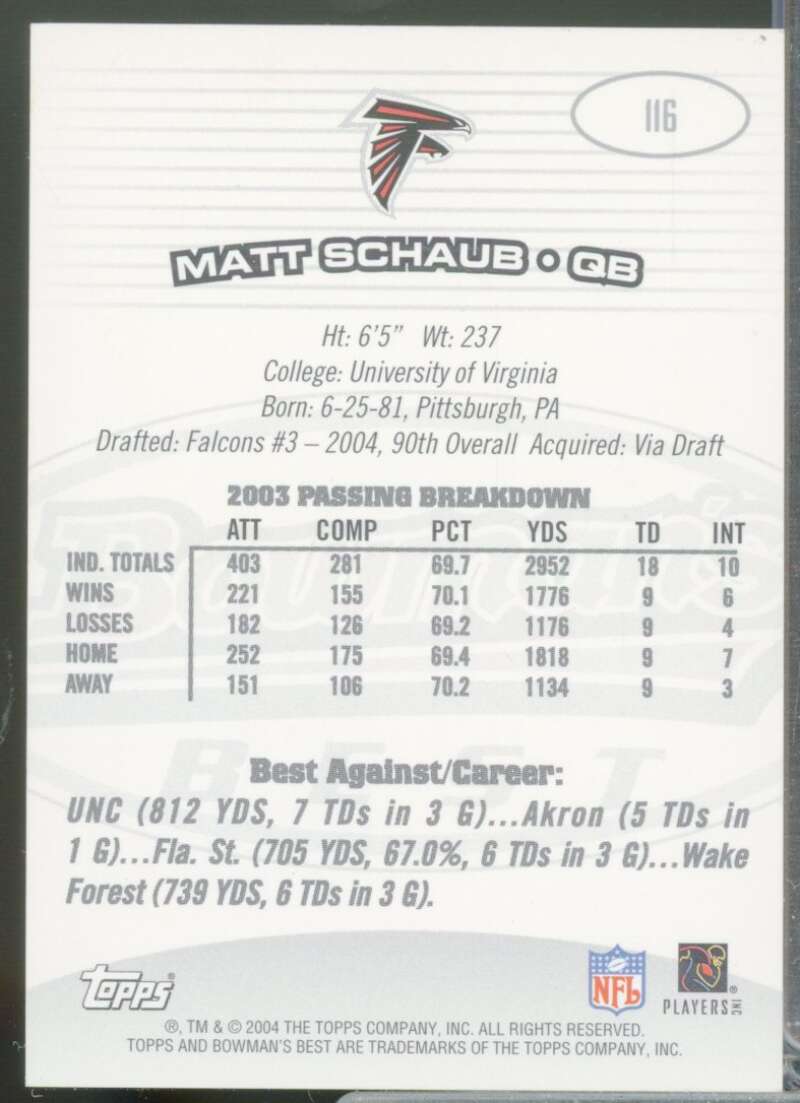 116
MATT SCHAUB • QB
Ht: 6'5" Wt: 237
College: University of Virginia
Born: 6-25-81, Pittsburgh, PA
Drafted: Falcons #3 – 2004, 90th Overall Acquired: Via Draft
2003 PASSING BREAKDOWN
ATT COMP PCT YDS TD INT
IND. TOTALS 403 281 69.7 2952 18 10
WINS 221 155 70.1 1776 9 6
LOSSES 182 126 69.2 1176 9 4
HOME 252 175 69.4 1818 9 7
AWAY 151 106 70.2 1134 9 3
Bowman's
BEST
Best Against/Career:
UNC (812 YDS, 7 TDs in 3 G)...Akron (5 TDs in
1 G)...Fla. St. (705 YDS, 67.0%, 6 TDs in 3 G)...Wake
Forest (739 YDS, 6 TDs in 3 G).
Topps®
NFL
PLAYERS INC ®
®, TM & © 2004 THE TOPPS COMPANY, INC. ALL RIGHTS RESERVED.
TOPPS AND BOWMAN'S BEST ARE TRADEMARKS OF THE TOPPS COMPANY, INC.